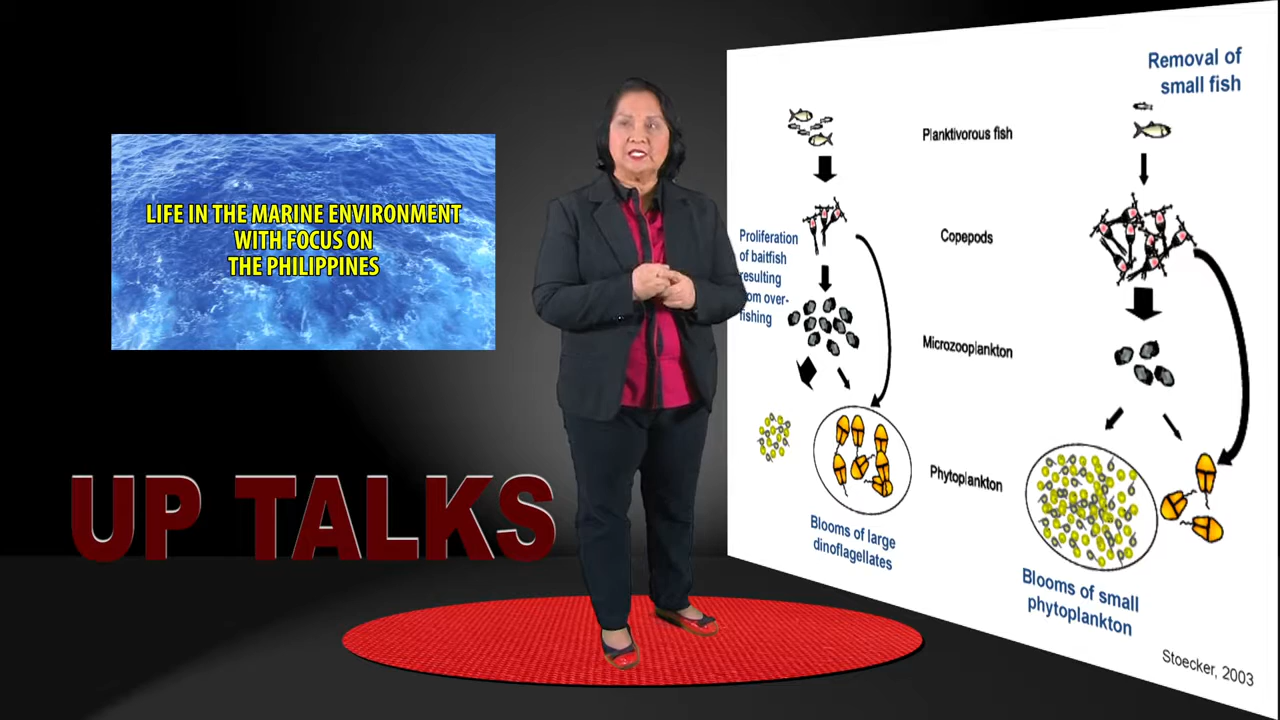 LIFE IN THE MARINE ENVIRONMENT
WITH FOCUS ON
THE PHILIPPINES
UP TALKS
Removal of
small fish
Planktivorous fish
Proliferation
of baitfish
resulting
from over-
fishing
Copepods
Microzooplankton
Phytoplankton
Blooms of large
dinoflagellates
Blooms of small
phytoplankton
Stoecker, 2003